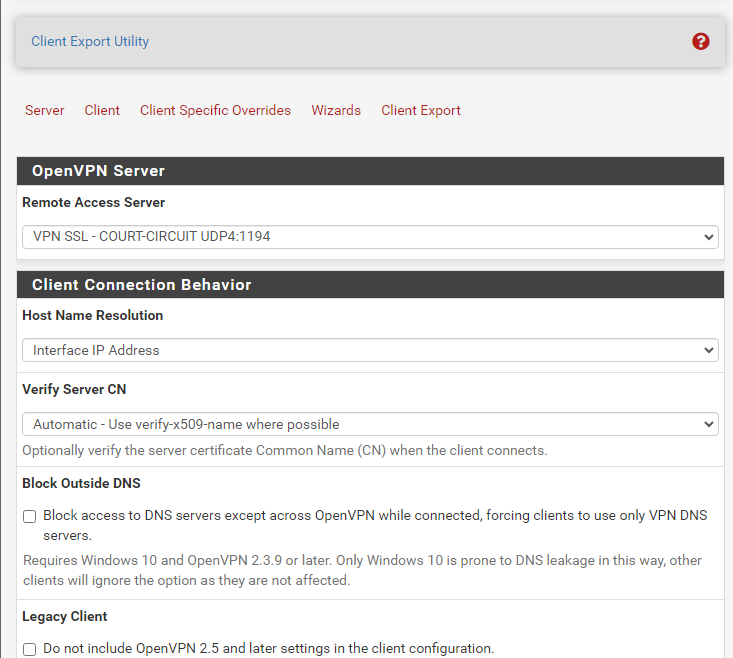 Client Export Utility
Server Client Client Specific Overrides Wizards Client Export
OpenVPN Server
Remote Access Server
VPN SSL - COURT-CIRCUIT UDP4:1194
Client Connection Behavior
Host Name Resolution
Interface IP Address
Verify Server CN
Automatic - Use verify-x509-name where possible
Optionally verify the server certificate Common Name (CN) when the client connects.
Block Outside DNS
Block access to DNS servers except across OpenVPN while connected, forcing clients to use only VPN DNS
servers.
Requires Windows 10 and OpenVPN 2.3.9 or later. Only Windows 10 is prone to DNS leakage in this way, other
clients will ignore the option as they are not affected.
Legacy Client
Do not include OpenVPN 2.5 and later settings in the client configuration.